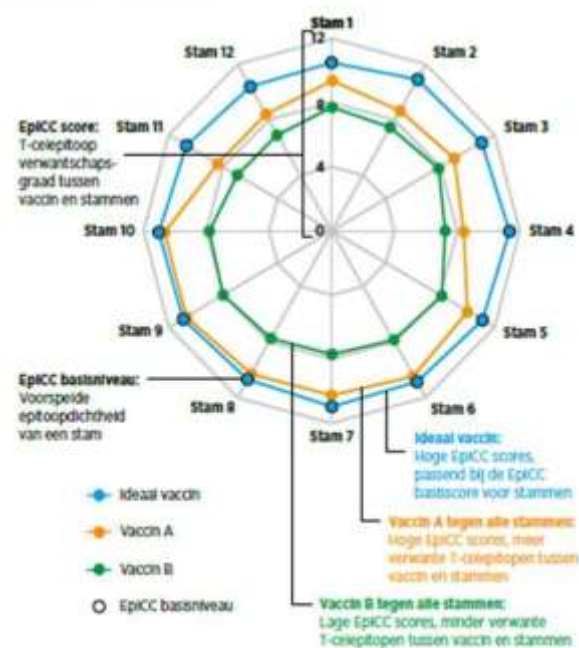 Stam 1
12
Stam 12
Stam 2
8
EpiCC score:
T-celepitoop
verwantschaps-
graad tussen
vaccin en stammen
Stam 11
Stam 3
4
0
Stam 10
Stam 4
Stam 9
Stam 5
EpiCC basisniveau:
Voorspelde
epitoopdichtheid
van een stam
Stam 8
Stam 6
Stam 7
Ideaal vaccin:
Hoge EpiCC scores,
passend bij de EpiCC
basisscore voor stammen
Ideaal vaccin
Vaccin A
Vaccin B
EpiCC basisniveau
Vaccin A tegen alle stammen:
Hoge EpiCC scores, meer
verwante T-celepitopen tussen
vaccin en stammen
Vaccin B tegen alle stammen:
Lage EpiCC scores, minder verwante
T-celepitopen tussen vaccin en stammen